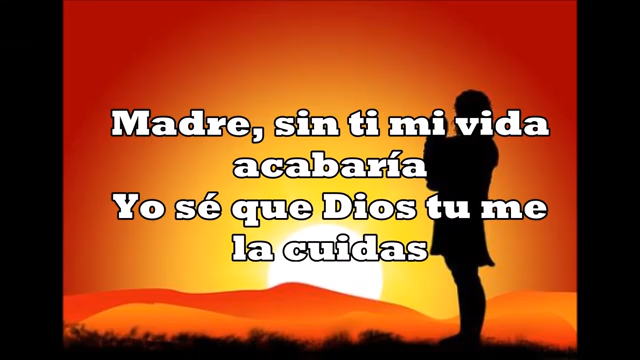 Madre, sin ti mi vida
acabaría
Yo sé que Dios tu me
la cuidas